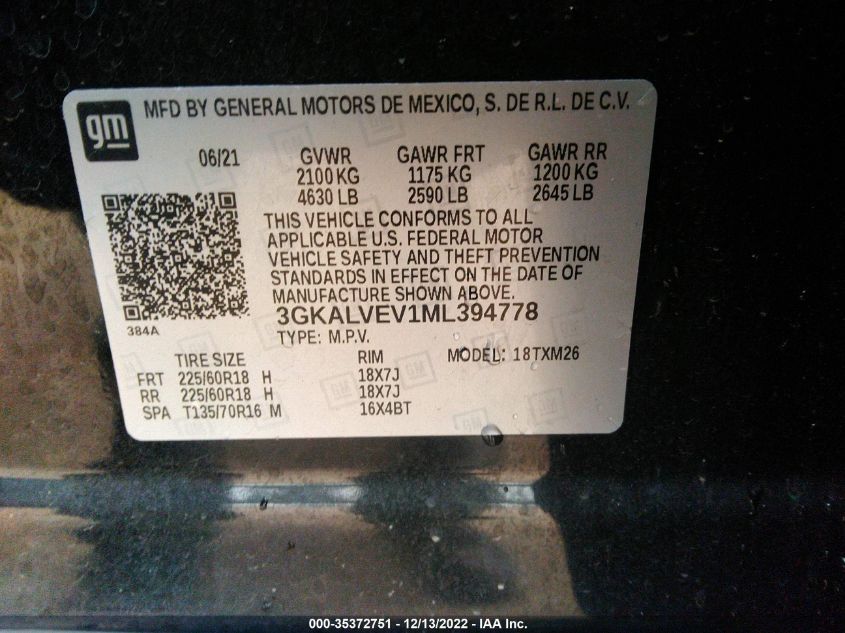 gm
MFD BY GENERAL MOTORS DE MEXICO, S. DE R.L. DE C.V.
06/21 GVWR GAWR FRT GAWR RR
2100 KG 1175 KG 1200 KG
4630 LB 2590 LB 2645 LB
THIS VEHICLE CONFORMS TO ALL
APPLICABLE U.S. FEDERAL MOTOR
VEHICLE SAFETY AND THEFT PREVENTION
STANDARDS IN EFFECT ON THE DATE OF
MANUFACTURE SHOWN ABOVE.
3GKALVEV1ML394778
384A
TYPE: M.P.V.
TIRE SIZE RIM MODEL: 18TXM26
FRT 225/60R18 H 18X7J
RR 225/60R18 H 18X7J
SPA T135/70R16 M 16X4BT
000-35372751 - 12/13/2022 - IAA Inc.